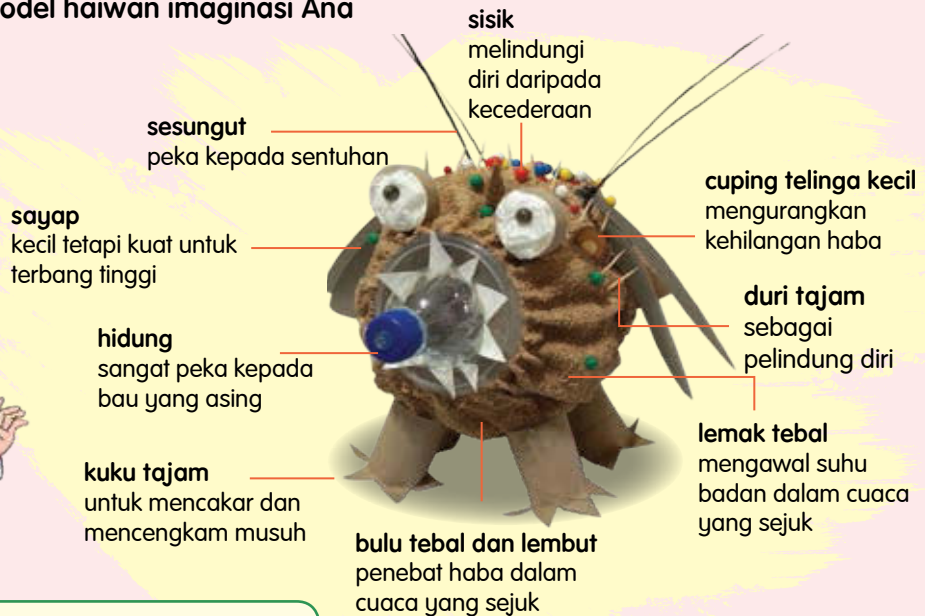 odel haiwan imaginasi Ana
sisik
melindungi
diri daripada
kecederaan
sesungut
peka kepada sentuhan
cuping telinga kecil
mengurangkan
kehilangan haba
sayap
kecil tetapi kuat untuk
terbang tinggi
duri tajam
sebagai
pelindung diri
hidung
sangat peka kepada
bau yang asing
lemak tebal
mengawal suhu
badan dalam cuaca
yang sejuk
kuku tajam
untuk mencakar dan
mencengkam musuh
bulu tebal dan lembut
penebat haba dalam
cuaca yang sejuk